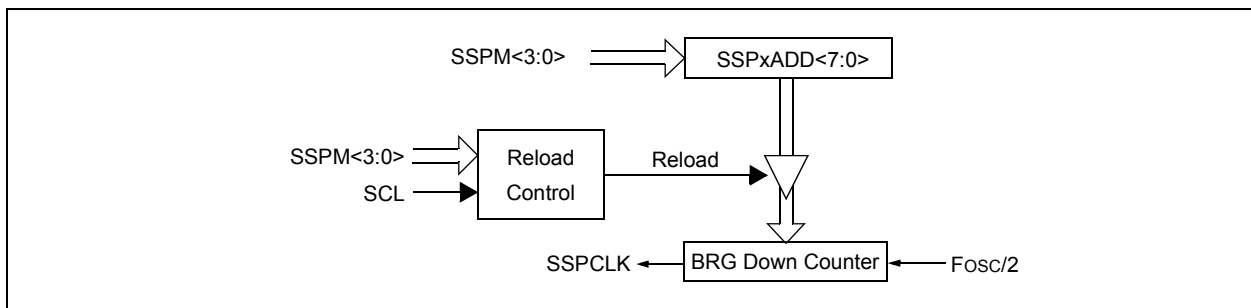 SSPM<3:0>
SSPxADD<7:0>
SSPM<3:0>
Reload
Control
Reload
SCL
SSPCLK
BRG Down Counter
FOSC/2